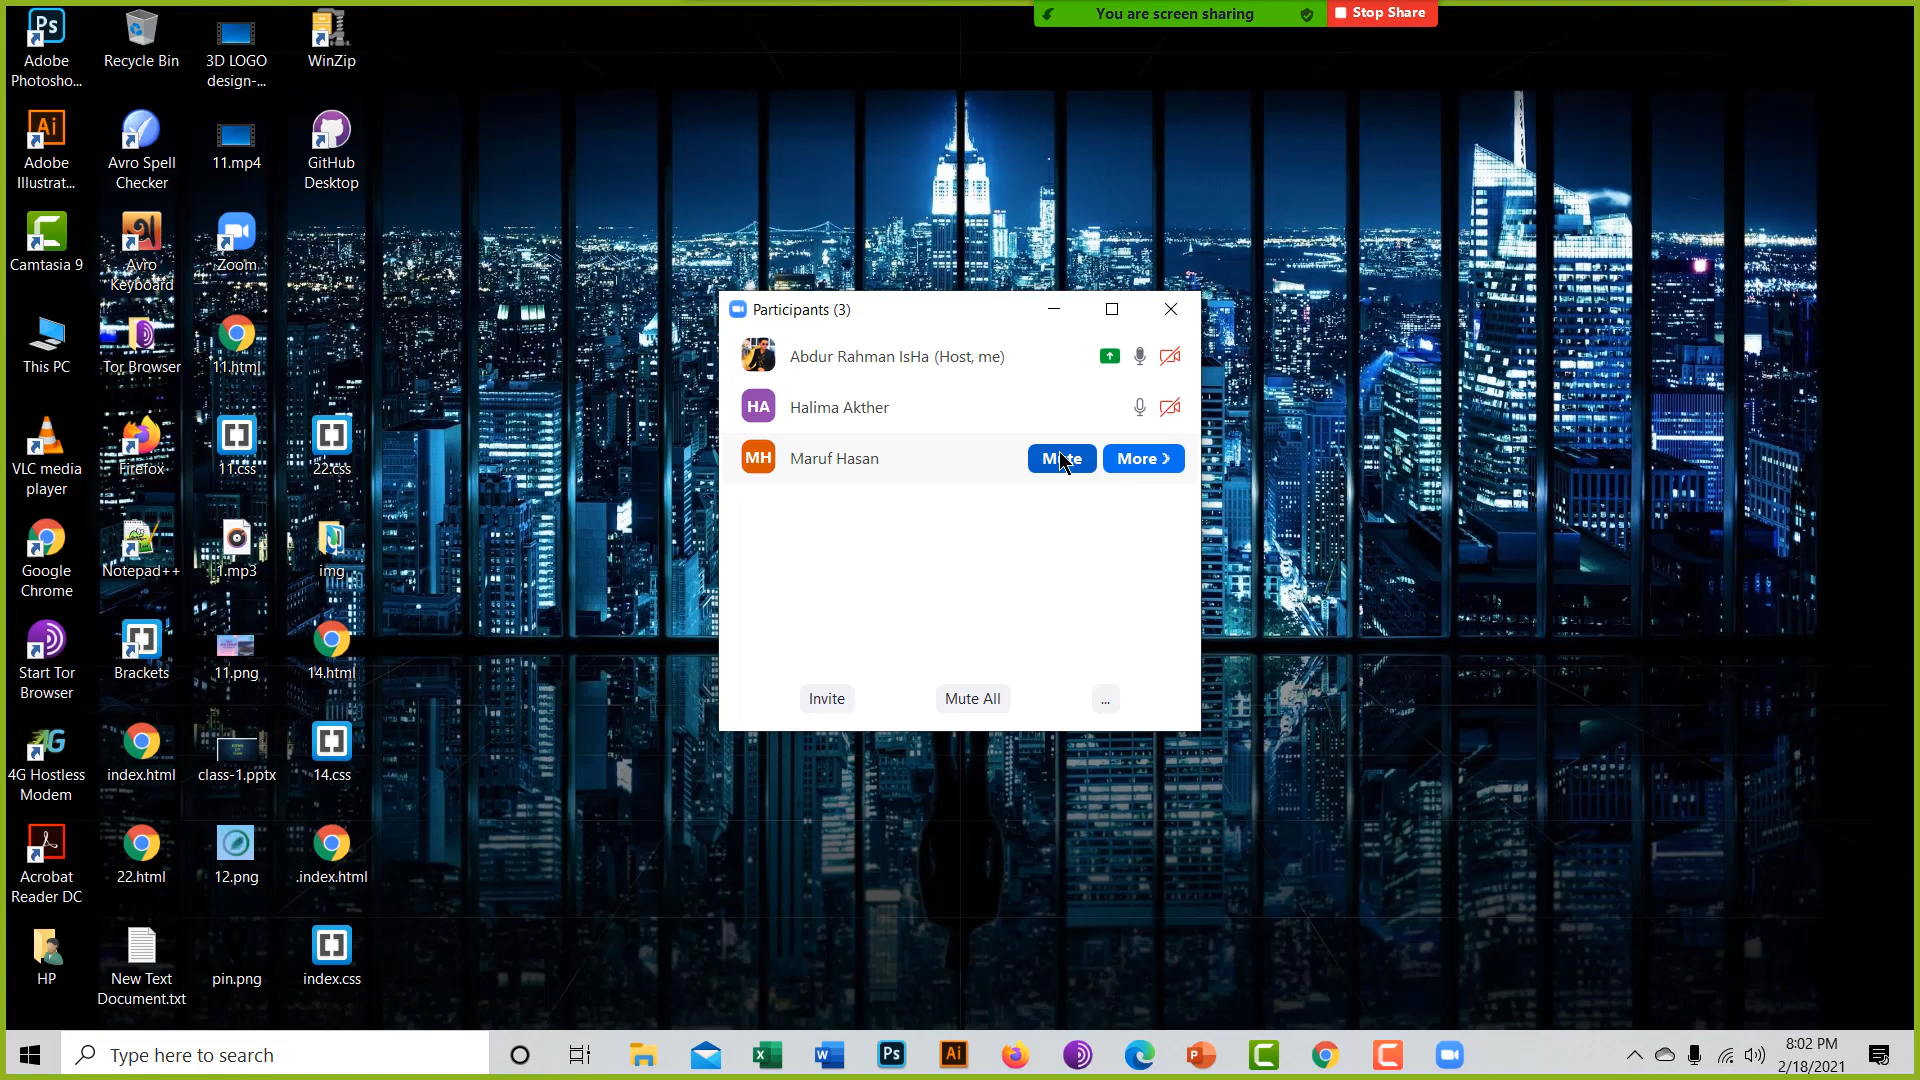 You are screen sharing
Stop Share
Adobe
Photosho...
Recycle Bin
3D LOGO
design-...
WinZip
Adobe
Illustrat...
Avro Spell
Checker
11.mp4
GitHub
Desktop
Camtasia 9
Avro
Keyboard
Zoom
This PC
Tor Browser
11.html
VLC media
player
Firefox
11.css
22.css
Google
Chrome
Notepad++
1.mp3
img
Start Tor
Browser
Brackets
11.png
14.html
4G Hostless
Modem
index.html
class-1.pptx
14.css
Acrobat
Reader DC
22.html
12.png
.index.html
HP
New Text
Document.txt
pin.png
index.css
Participants (3)
Abdur Rahman IsHa (Host, me)
HA
Halima Akther
MH
Maruf Hasan
Mute
More
Invite
Mute All
...
Type here to search
8:02 PM
2/18/2021